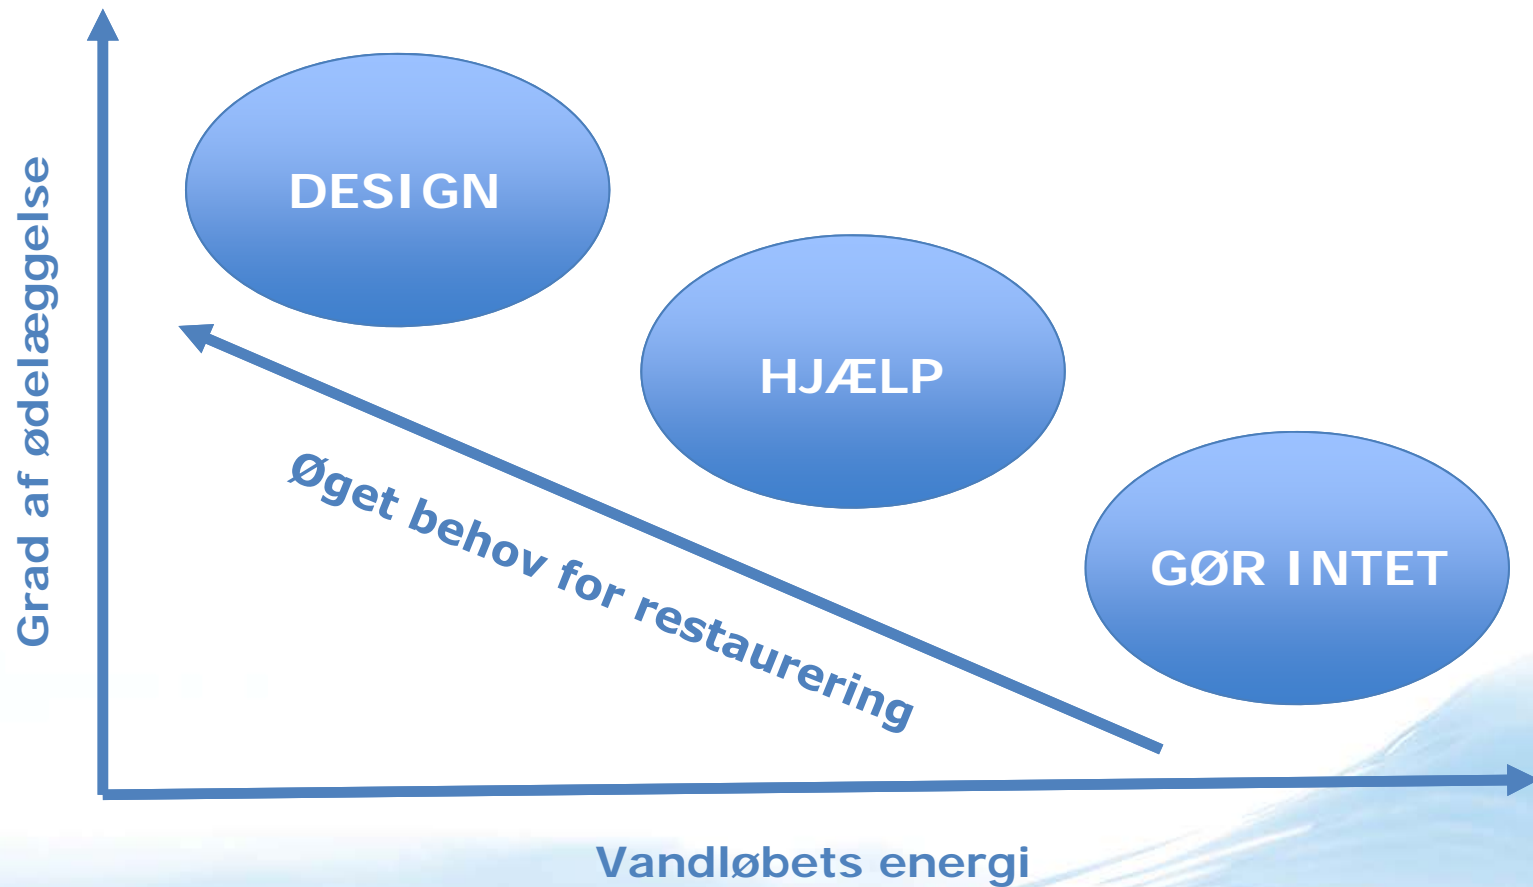 Grad af ødelæggelse
DESIGN
HJÆLP
GØR INTET
Øget behov for restaurering
Vandløbets energi